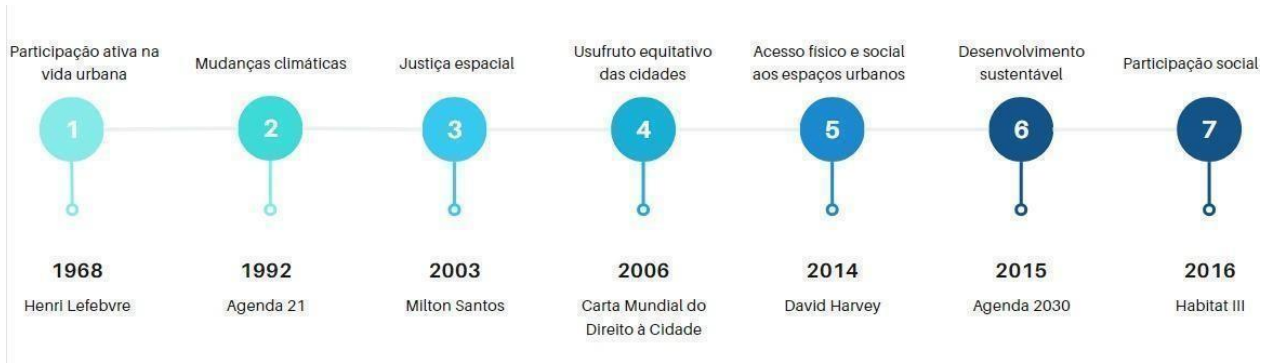 Participação ativa na
vida urbana
Mudanças climáticas
Justiça espacial
Usufruto equitativo
das cidades
Acesso físico e social
aos espaços urbanos
Desenvolvimento
sustentável
Participação social
1
2
3
4
5
6
7
1968
1992
2003
2006
2014
2015
2016
Henri Lefebvre
Agenda 21
Milton Santos
Carta Mundial do
Direito à Cidade
David Harvey
Agenda 2030
Habitat III